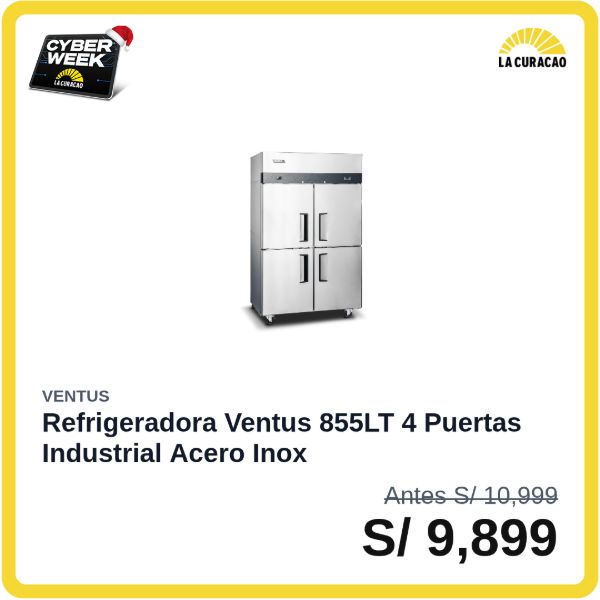 CYBER
WEEK
LA CURACAO
LA CURACAO
VENTUS
Refrigeradora Ventus 855LT 4 Puertas
Industrial Acero Inox
Antes S/ 10,999
S/ 9,899